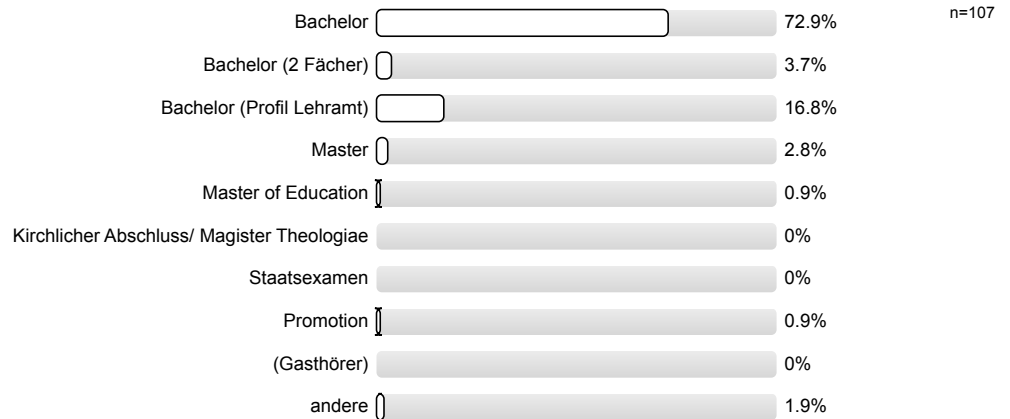 Bachelor 72.9% n=107
Bachelor (2 Fächer) 3.7%
Bachelor (Profil Lehramt) 16.8%
Master 2.8%
Master of Education 0.9%
Kirchlicher Abschluss/ Magister Theologiae 0%
Staatsexamen 0%
Promotion 0.9%
(Gasthörer) 0%
andere 1.9%